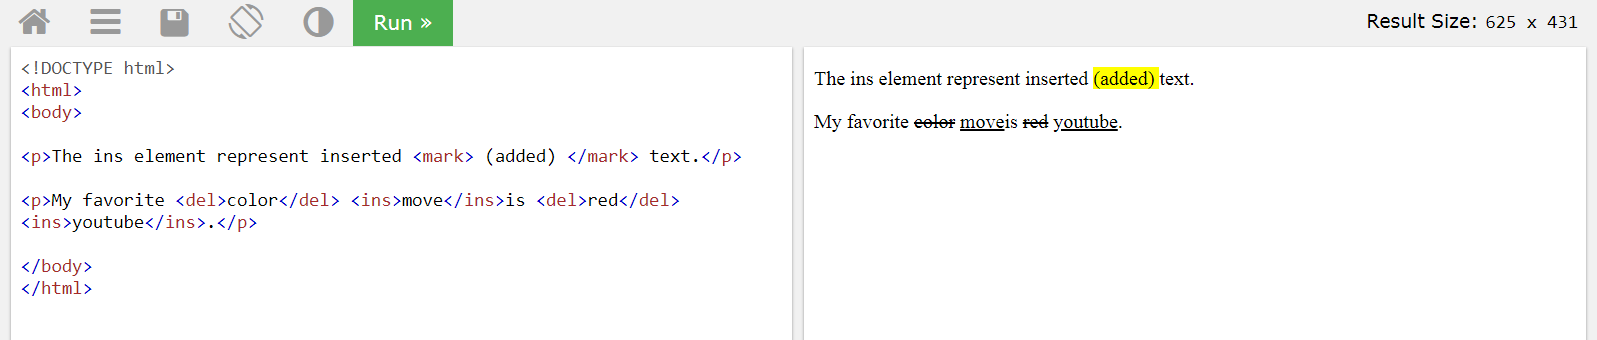 Run »
Result Size: 625 x 431
<!DOCTYPE html>
<html>
<body>
<p>The ins element represent inserted <mark> (added) </mark> text.</p>
<p>My favorite <del>color</del> <ins>move</ins>is <del>red</del>
<ins>youtube</ins>.</p>
</body>
</html>
The ins element represent inserted (added) text.
My favorite color moveis red youtube.